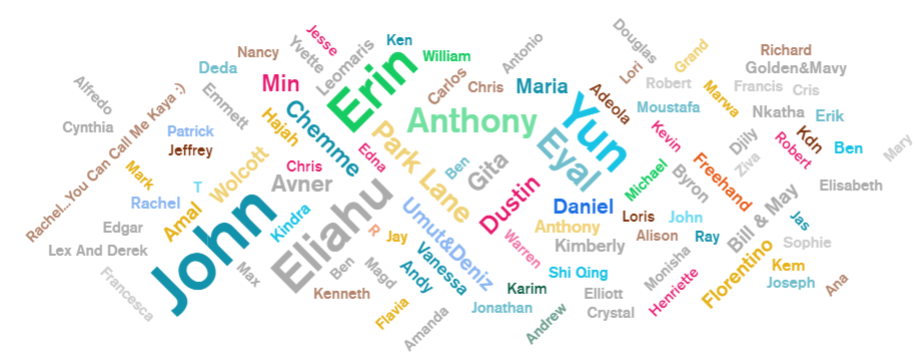 Jesse
Nancy
Yvette
Leomaris
Ken
William
Antonio
Douglas
Grand
Richard
Deda
Min
Erin
Carlos
Chris
Maria
Lori
Robert
Golden&Mavy
Francis
Cris
Alfredo
Emmett
Cynthia
Rachel...You Can Call Me Kaya :)
Patrick
Jeffrey
Hajah
Chemme
Anthony
Yun
Adeola
Moustafa
Marwa
Nkatha
Erik
Kevin
Djily
Kdn
Robert
Ben
Mary
Mark
Wolcott
Chris
Edna
Park Lane
Ben
Gita
Eyal
Michael
Byron
Freehand
Ziva
Elisabeth
T
Rachel
Avner
Amal
Edgar
Kindra
John
Eliahu
Umut&Deniz
Dustin
Daniel
Loris
John
Bill & May
Jas
Lex And Derek
R
Jay
Anthony
Kimberly
Alison
Ray
Sophie
Francesca
Max
Ben
Magd
Andy
Vanessa
Warren
Shi Qing
Monisha
Henriette
Florentino
Kem
Joseph
Ana
Kenneth
Flavia
Amanda
Jonathan
Karim
Andrew
Elliott
Crystal